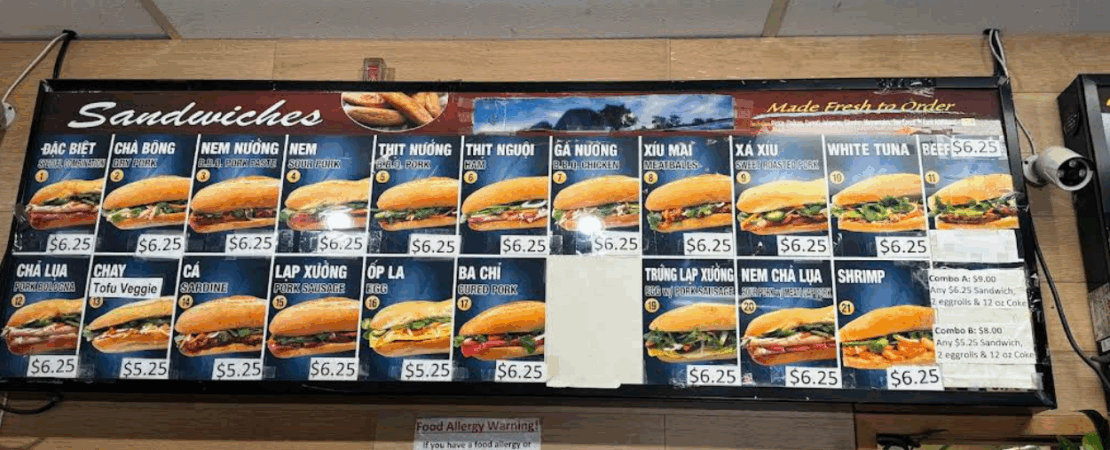 Sandwiches
Made Fresh to Order
ĐẶC BIỆT
SPECIAL COMBINATION
1
$6.25
CHÀ BÔNG
DRY PORK
2
$6.25
NEM NƯỚNG
B.B.Q. PORK PASTE
3
$6.25
NEM
SOUR PORK
4
THỊT NƯỚNG
B.B.Q. PORK
5
$6.25
THỊT NGUỘI
HAM
6
$6.25
GÀ NƯỚNG
B.B.Q. CHICKEN
7
XÍU MẠI
MEATBALES
8
$6.25
XÁ XÍU
SWEET ROASTED PORK
9
$6.25
WHITE TUNA
10
$6.25
BEEF $6.25
11
CHẢ LỤA
PORK BOLOGNA
12
$6.25
CHAY
Tofu Veggie
13
$5.25
CÁ
SARDINE
14
$5.25
LẠP XƯỞNG
PORK SAUSAGE
15
$6.25
ỐP LA
EGG
16
$5.25
BA CHỈ
CURED PORK
17
$6.25
TRỨNG LẠP XƯỞNG
EGG w/ PORK SAUSAGE
19
$6.25
NEM CHẢ LỤA
20
$6.25
SHRIMP
21
$6.25
Combo A: $9.00
Any $6.25 Sandwich,
2 eggrolls & 12 oz Coke
Combo B: $8.00
Any $5.25 Sandwich,
2 eggrolls & 12 oz Coke
Food Allergy Warning!
If you have a food allergy or